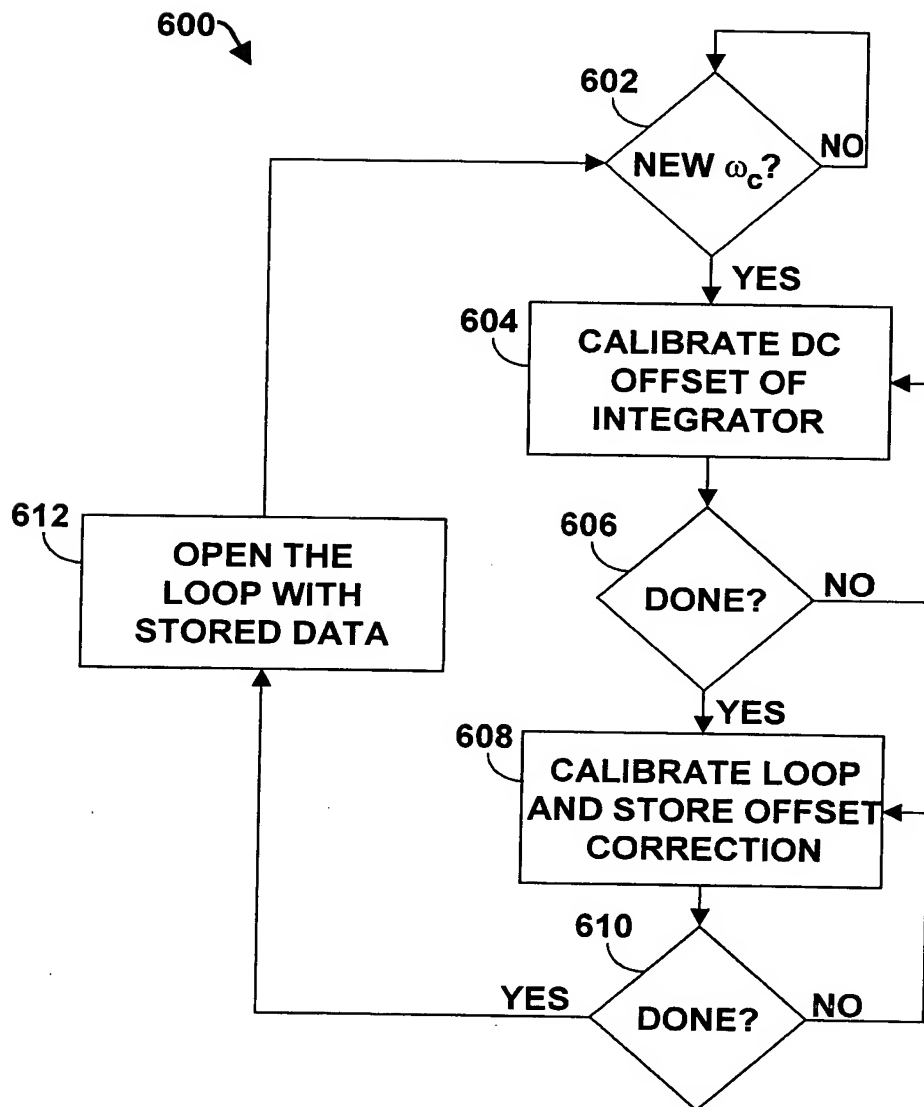 600
602
NEW ωc?
NO
YES
604
CALIBRATE DC
OFFSET OF
INTEGRATOR
606
DONE?
NO
YES
612
OPEN THE
LOOP WITH
STORED DATA
608
CALIBRATE LOOP
AND STORE OFFSET
CORRECTION
610
DONE?
YES
NO